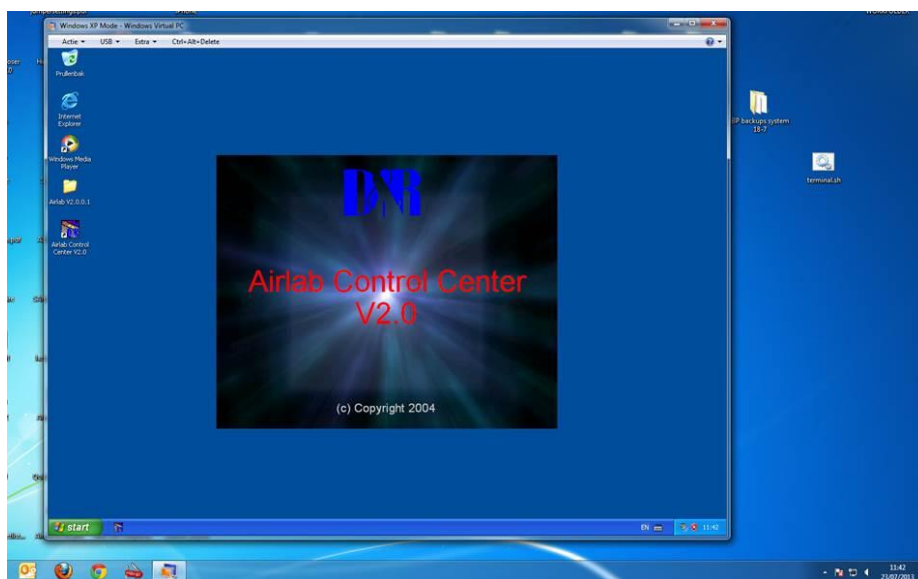 Windows XP Mode - Windows Virtual PC
Actie
USB
Extra
Ctrl+Alt+Delete
Prullenbak
Internet
Explorer
Windows Media
Player
Airlab V2.0.0.1
Airlab Control
Center V2.0
D&R
Airlab Control Center
V2.0
(c) Copyright 2004
backups system
18-7
terminal.sh
start
EN
11:42
11:42